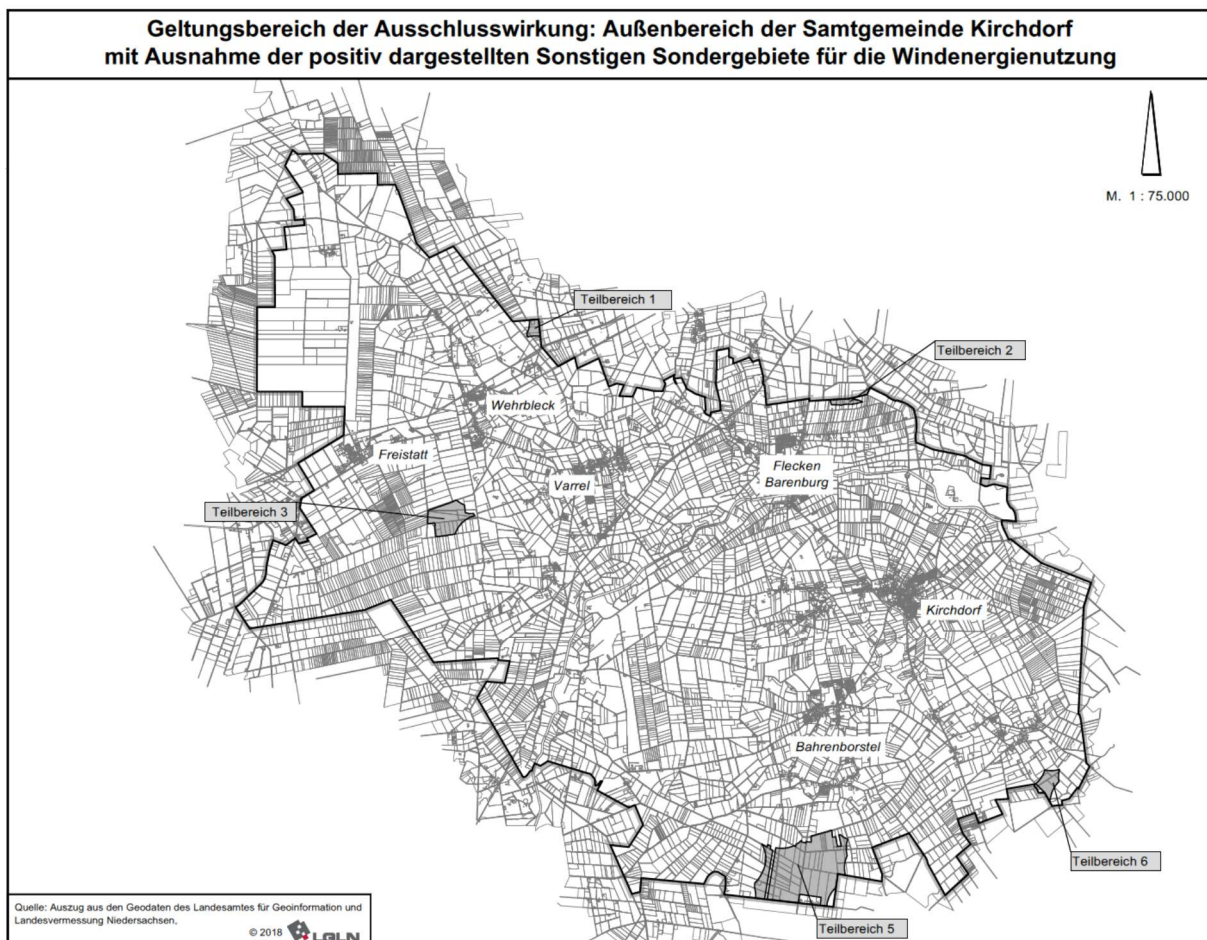 Geltungsbereich der Ausschlusswirkung: Außenbereich der Samtgemeinde Kirchdorf
mit Ausnahme der positiv dargestellten Sonstigen Sondergebiete für die Windenergienutzung
M. 1 : 75.000
Teilbereich 1
Teilbereich 2
Wehrbleck
Freistatt
Varrel
Flecken
Barenburg
Teilbereich 3
Kirchdorf
Bahrenborstel
Teilbereich 6
Teilbereich 5
Quelle: Auszug aus den Geodaten des Landesamtes für Geoinformation und
Landesvermessung Niedersachsen,
© 2018 LGLN